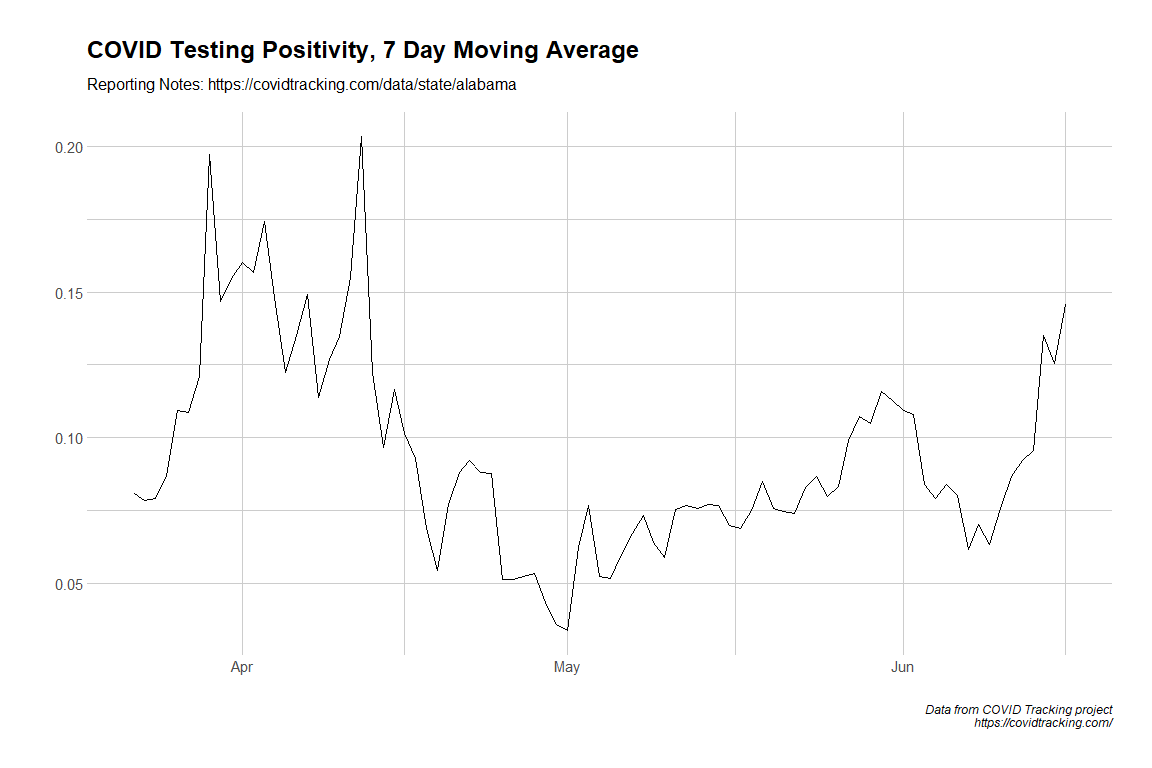 COVID Testing Positivity, 7 Day Moving Average
Reporting Notes: https://covidtracking.com/data/state/alabama
0.20
0.15
0.10
0.05
Apr May Jun
Data from COVID Tracking project
https://covidtracking.com/